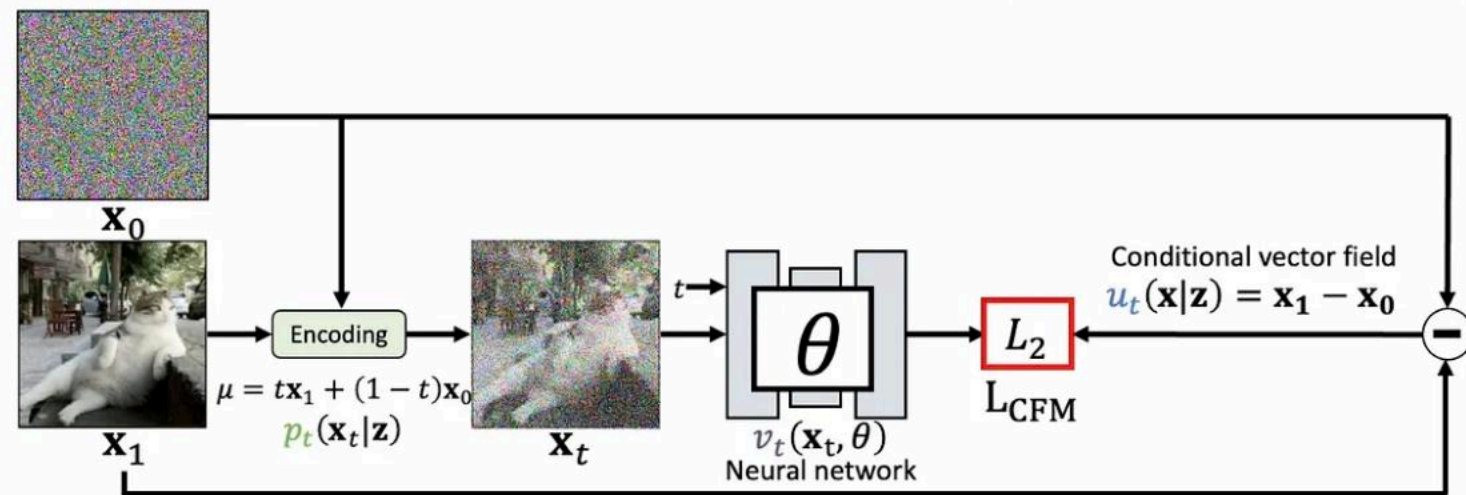 𝐱₀
𝐱₁
Encoding
μ = t𝐱₁ + (1 − t)𝐱₀
pₜ(𝐱ₜ|𝐳)
𝐱ₜ
t
θ
vₜ(𝐱ₜ, θ)
Neural network
L₂
L_CFM
Conditional vector field
uₜ(𝐱|𝐳) = 𝐱₁ − 𝐱₀
−